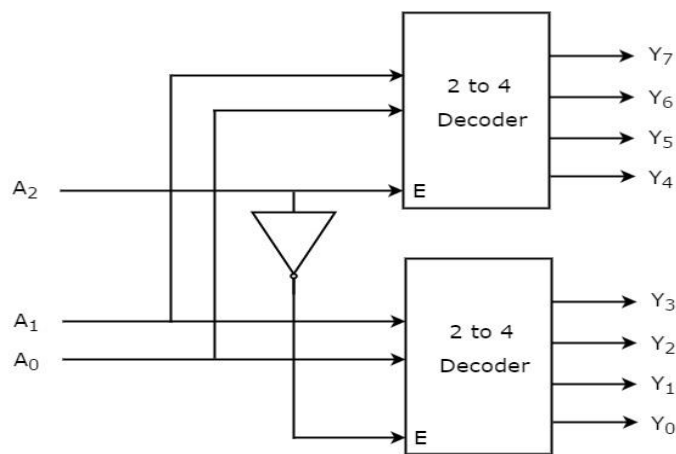 2 to 4
Decoder
Y₇
Y₆
Y₅
Y₄
A₂
E
A₁
A₀
2 to 4
Decoder
Y₃
Y₂
Y₁
Y₀
E